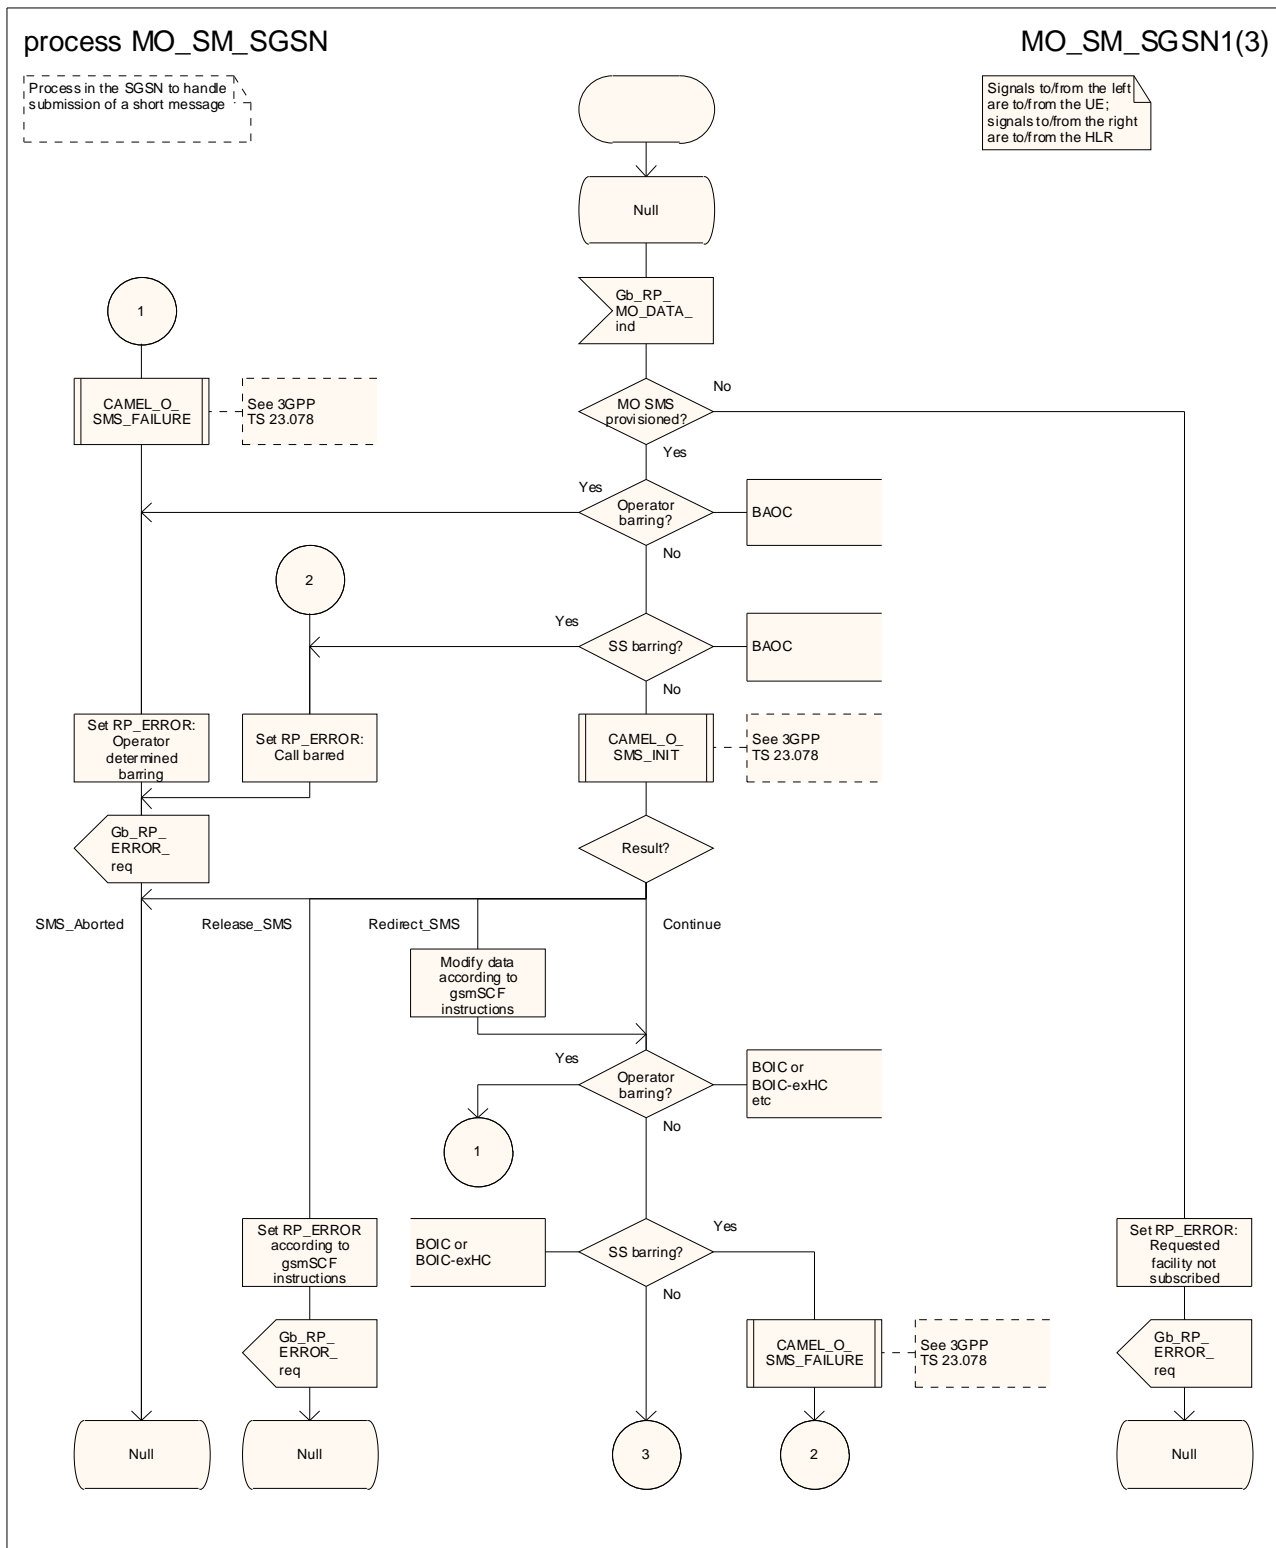 process MO_SM_SGSN
MO_SM_SGSN1(3)
Process in the SGSN to handle
submission of a short message
Signals to/from the left
are to/from the UE;
signals to/from the right
are to/from the HLR
Null
Gb_RP_
MO_DATA_
ind
1
No
CAMEL_O_
SMS_FAILURE
See 3GPP
TS 23.078
MO SMS
provisioned?
Yes
Yes
Operator
barring?
BAOC
No
2
Yes
SS barring?
BAOC
No
Set RP_ERROR:
Operator
determined
barring
Set RP_ERROR:
Call barred
CAMEL_O_
SMS_INIT
See 3GPP
TS 23.078
Gb_RP_
ERROR_
req
Result?
SMS_Aborted
Release_SMS
Redirect_SMS
Continue
Modify data
according to
gsmSCF
instructions
Yes
Operator
barring?
BOIC or
BOIC-exHC
etc
No
1
Set RP_ERROR
according to
gsmSCF
instructions
BOIC or
BOIC-exHC
SS barring?
Yes
No
Set RP_ERROR:
Requested
facility not
subscribed
Gb_RP_
ERROR_
req
CAMEL_O_
SMS_FAILURE
See 3GPP
TS 23.078
Gb_RP_
ERROR_
req
Null
Null
3
2
Null